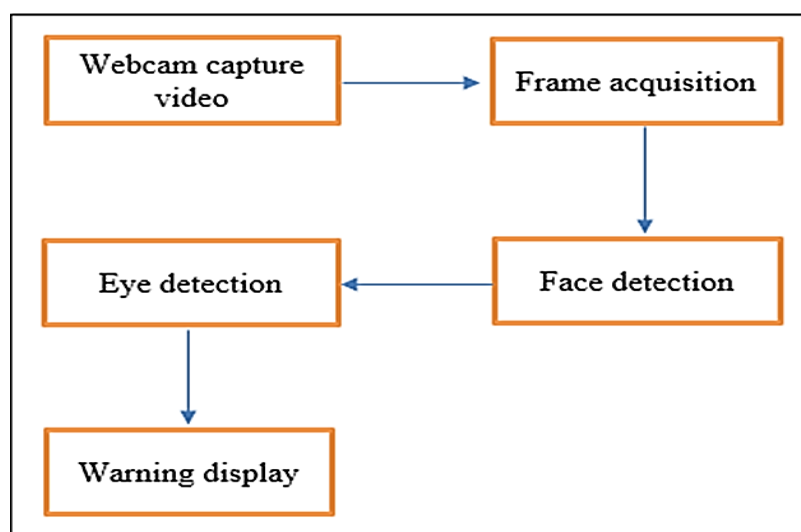 Webcam capture
video
Frame acquisition
Face detection
Eye detection
Warning display